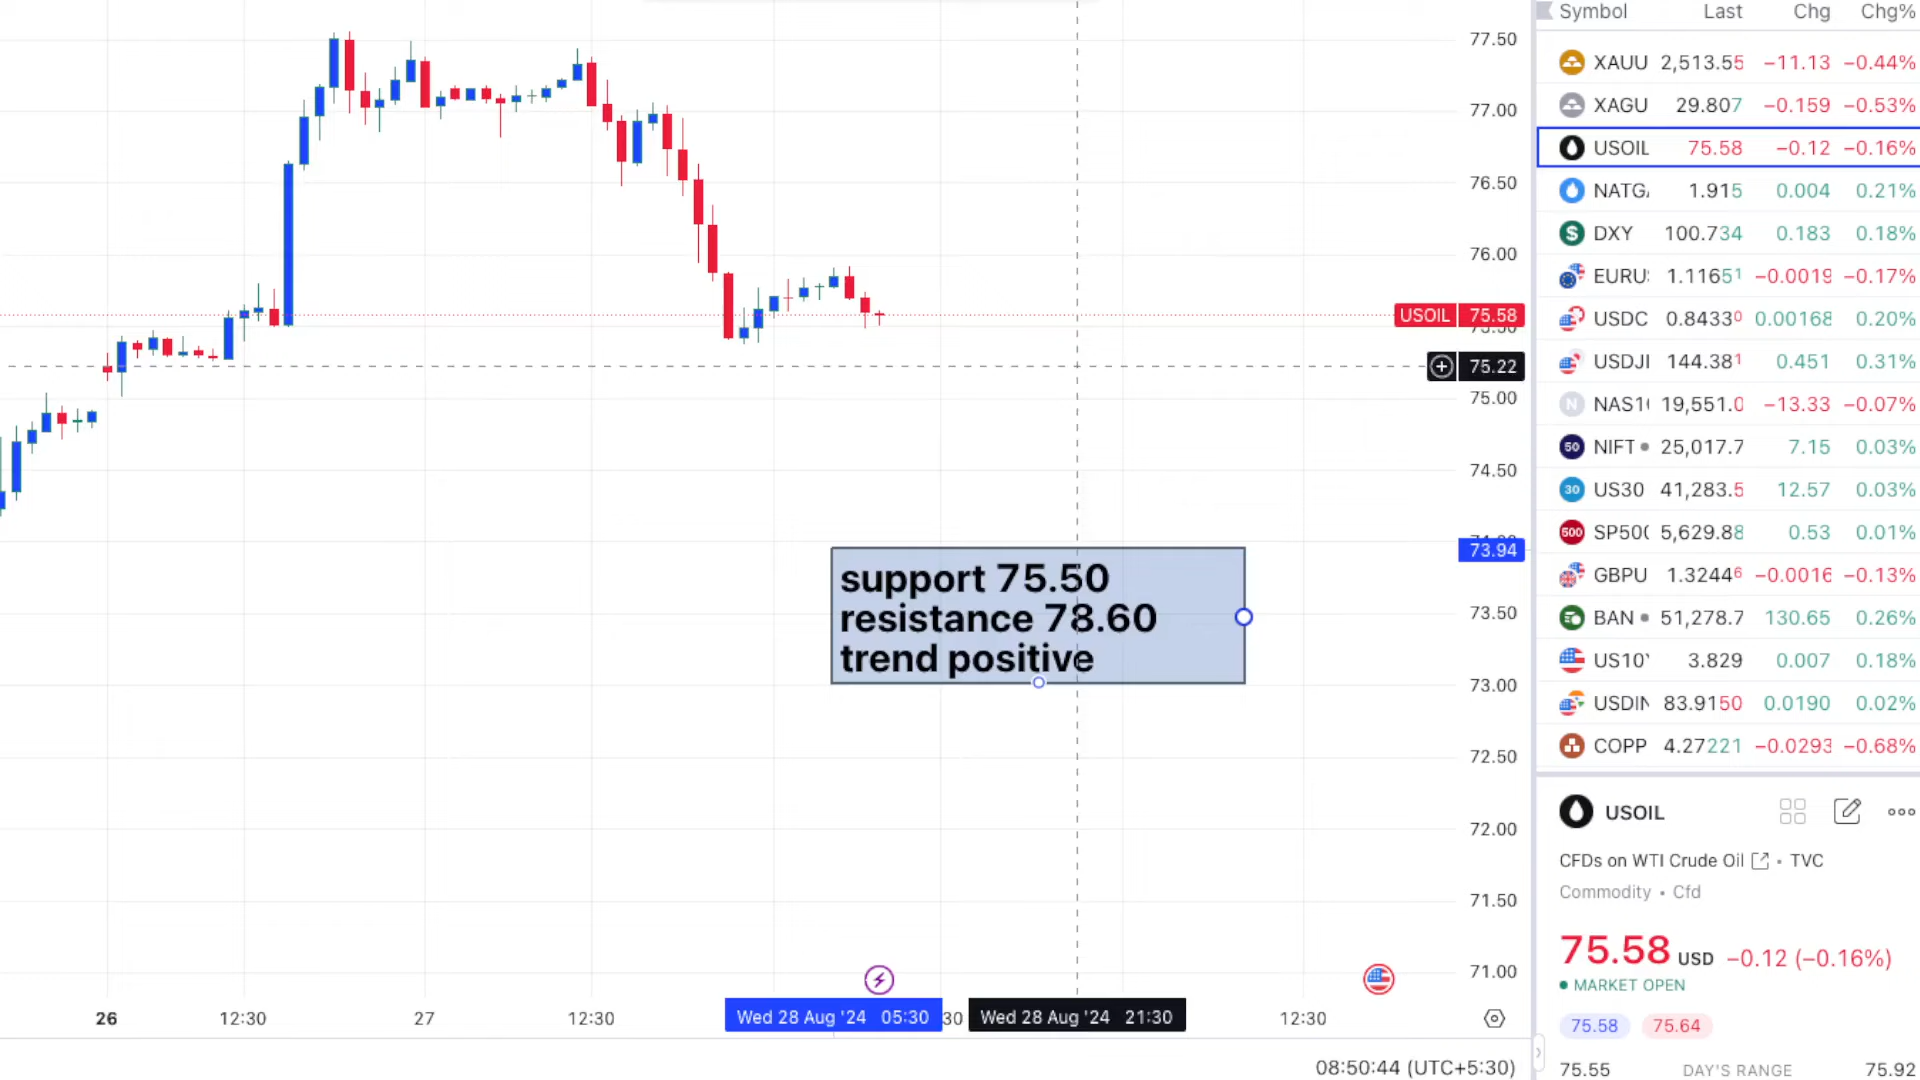 Symbol Last Chg Chg%
77.50
77.00
76.50
76.00
USOIL 75.58
75.22
75.00
74.50
73.94
73.50
73.00
72.50
72.00
71.50
71.00
support 75.50
resistance 78.60
trend positive
26 12:30 27 12:30 Wed 28 Aug '24 05:30 30 Wed 28 Aug '24 21:30 12:30
08:50:44 (UTC+5:30)
XAUU 2,513.55 −11.13 −0.44%
XAGU 29.807 −0.159 −0.53%
USOIL 75.58 −0.12 −0.16%
NATG 1.915 0.004 0.21%
$ DXY 100.734 0.183 0.18%
EURU 1.11651 −0.0019 −0.17%
USDC 0.84330 0.00168 0.20%
USDJ 144.381 0.451 0.31%
N NAS1 19,551.0 −13.33 −0.07%
50 NIFT 25,017.7 7.15 0.03%
30 US30 41,283.5 12.57 0.03%
500 SP50 5,629.88 0.53 0.01%
GBPU 1.32446 −0.0016 −0.13%
BAN 51,278.7 130.65 0.26%
US10 3.829 0.007 0.18%
USDIN 83.9150 0.0190 0.02%
COPP 4.27221 −0.0293 −0.68%
USOIL
CFDs on WTI Crude Oil • TVC
Commodity • Cfd
75.58 USD −0.12 (−0.16%)
MARKET OPEN
75.58 75.64
75.55 DAY'S RANGE 75.92